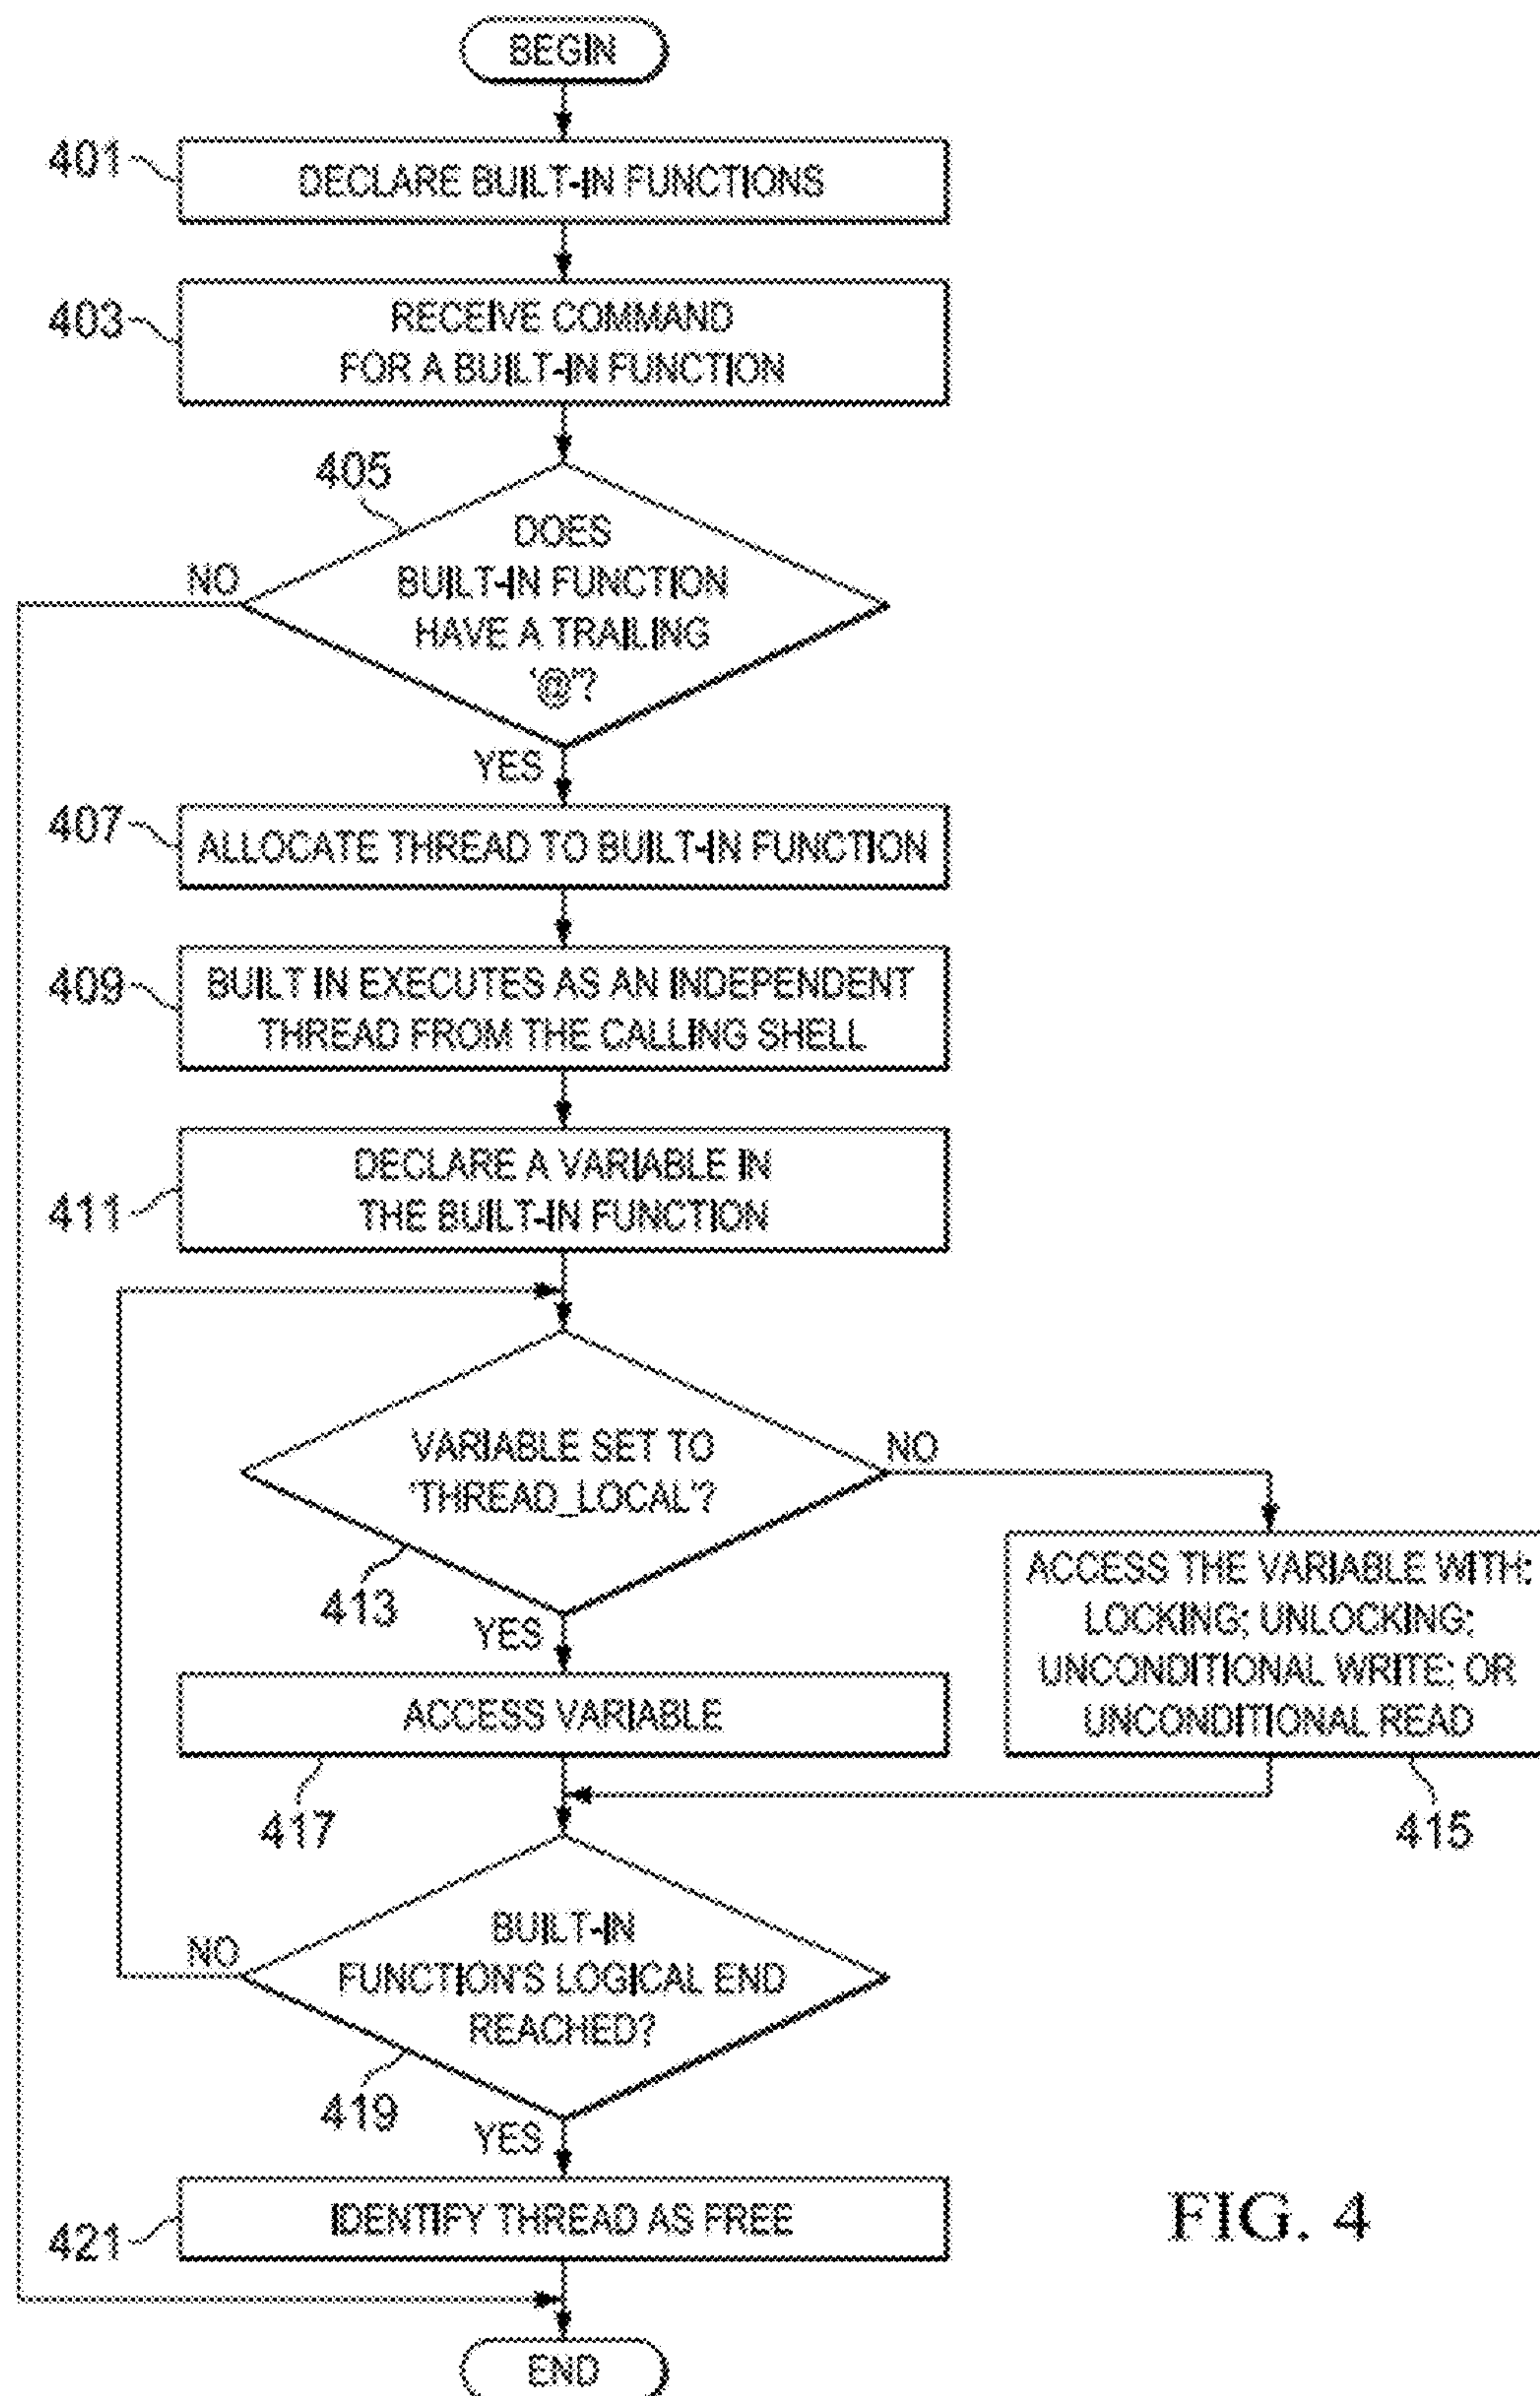 BEGIN
401
DECLARE BUILT-IN FUNCTIONS
403
RECEIVE COMMAND
FOR A BUILT-IN FUNCTION
405
DOES
BUILT-IN FUNCTION
HAVE A TRAILING
'@'?
NO
YES
407
ALLOCATE THREAD TO BUILT-IN FUNCTION
409
BUILT IN EXECUTES AS AN INDEPENDENT
THREAD FROM THE CALLING SHELL
411
DECLARE A VARIABLE IN
THE BUILT-IN FUNCTION
VARIABLE SET TO
'THREAD_LOCAL'?
NO
413
YES
ACCESS THE VARIABLE WITH:
LOCKING; UNLOCKING;
UNCONDITIONAL WRITE; OR
UNCONDITIONAL READ
415
ACCESS VARIABLE
417
BUILT-IN
FUNCTION'S LOGICAL END
REACHED?
NO
419
YES
421
IDENTIFY THREAD AS FREE
END
FIG. 4